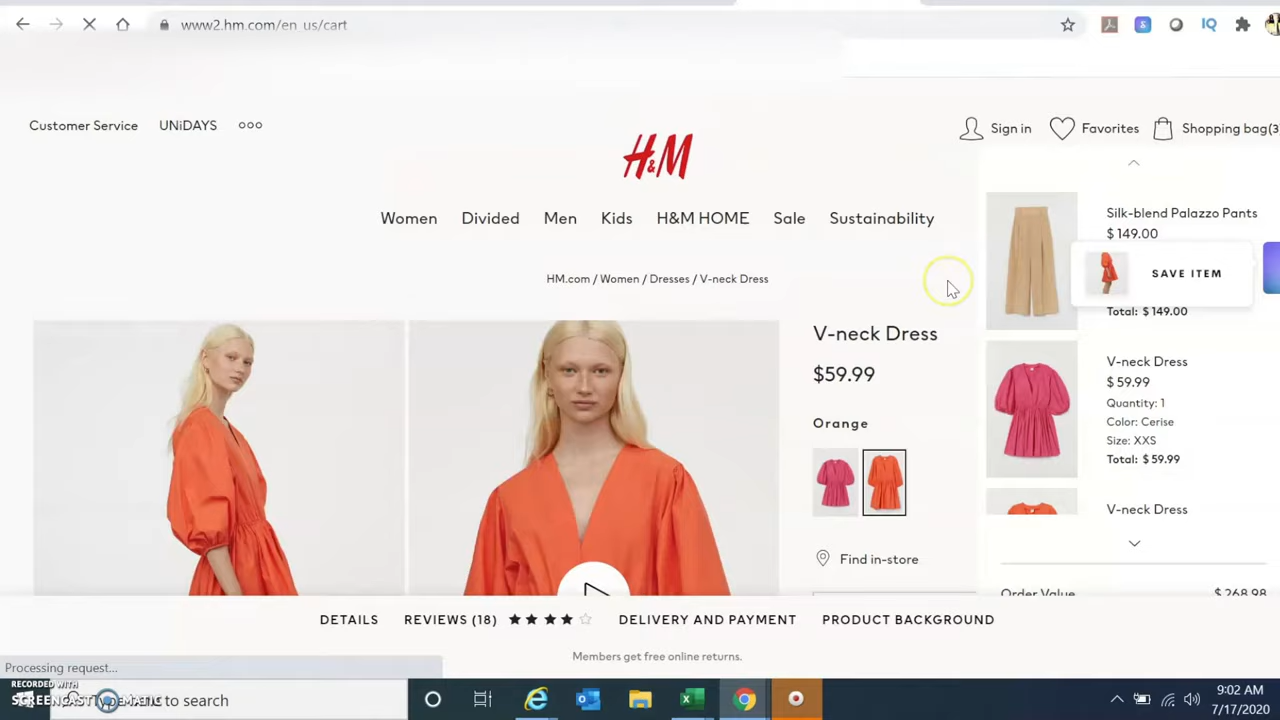 www2.hm.com/en_us/cart
IQ
Customer Service UNiDAYS
H&M
Sign in Favorites Shopping bag(3
Women Divided Men Kids H&M HOME Sale Sustainability
HM.com / Women / Dresses / V-neck Dress
V-neck Dress
$59.99
Orange
Find in-store
Silk-blend Palazzo Pants
$ 149.00
SAVE ITEM
Total: $ 149.00
V-neck Dress
$ 59.99
Quantity: 1
Color: Cerise
Size: XXS
Total: $ 59.99
V-neck Dress
Order Value $ 268.98
DETAILS REVIEWS (18) DELIVERY AND PAYMENT PRODUCT BACKGROUND
Members get free online returns.
Processing request...
RECORDED WITH
SCREENCAST-O-MATIC
to search
9:02 AM
7/17/2020